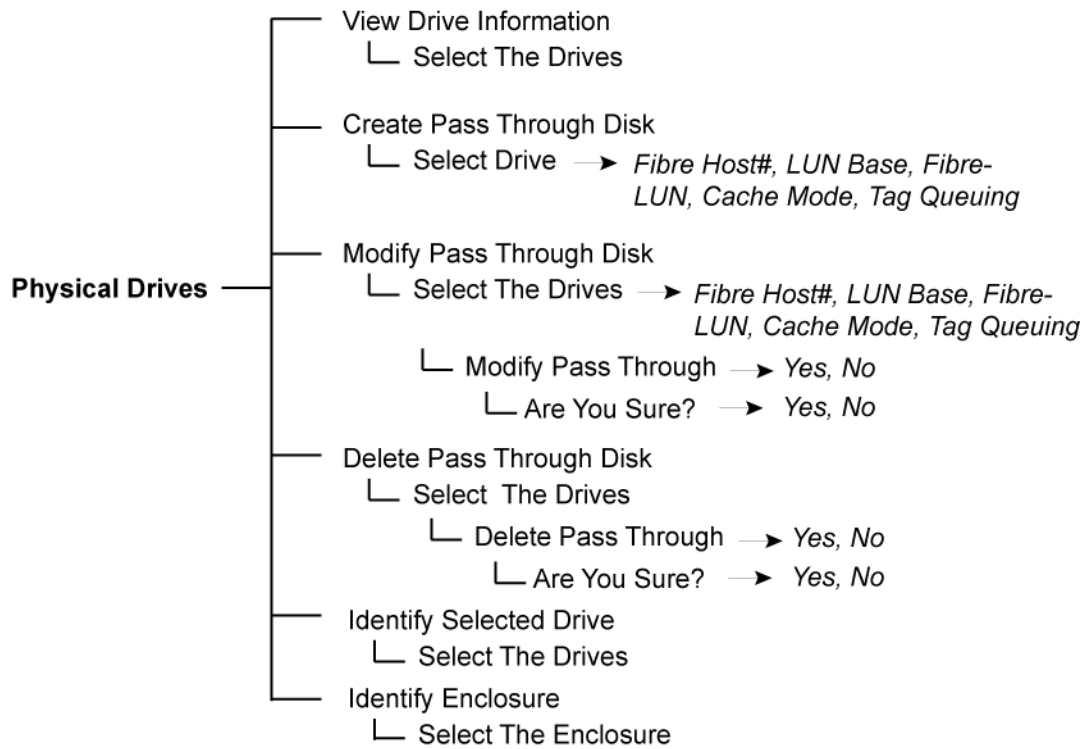 View Drive Information
Select The Drives
Create Pass Through Disk
Select Drive
Fibre Host#, LUN Base, Fibre-
LUN, Cache Mode, Tag Queuing
Modify Pass Through Disk
Physical Drives
Select The Drives
Fibre Host#, LUN Base, Fibre-
LUN, Cache Mode, Tag Queuing
Modify Pass Through
Yes, No
Are You Sure?
Yes, No
Delete Pass Through Disk
Select The Drives
Delete Pass Through
Yes, No
Are You Sure?
Yes, No
Identify Selected Drive
Select The Drives
Identify Enclosure
Select The Enclosure